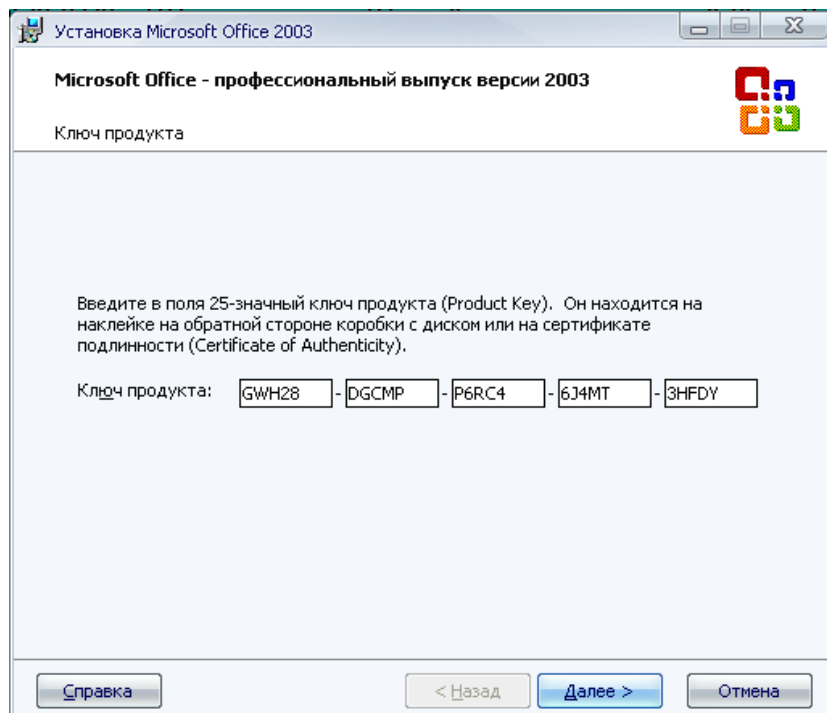 Установка Microsoft Office 2003
Microsoft Office - профессиональный выпуск версии 2003
Ключ продукта
Введите в поля 25-значный ключ продукта (Product Key). Он находится на
наклейке на обратной стороне коробки с диском или на сертификате
подлинности (Certificate of Authenticity).
Ключ продукта: GWH28 - DGCMP - P6RC4 - 6J4MT - 3HFDY
Справка < Назад Далее > Отмена